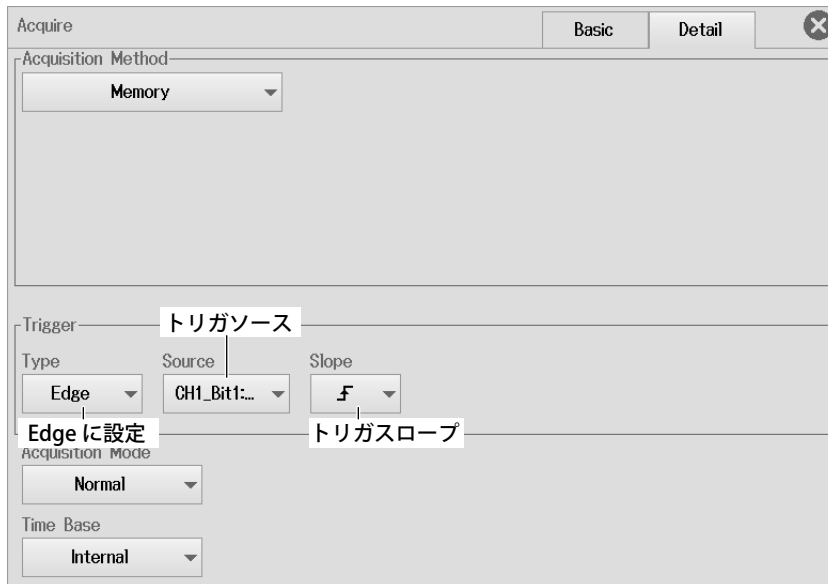 Acquire
Basic
Detail
Acquisition Method
Memory
トリガソース
Trigger
Type
Source
Slope
Edge
CH1_Bit1:...
Edge に設定
トリガスロープ
Acquisition Mode
Normal
Time Base
Internal